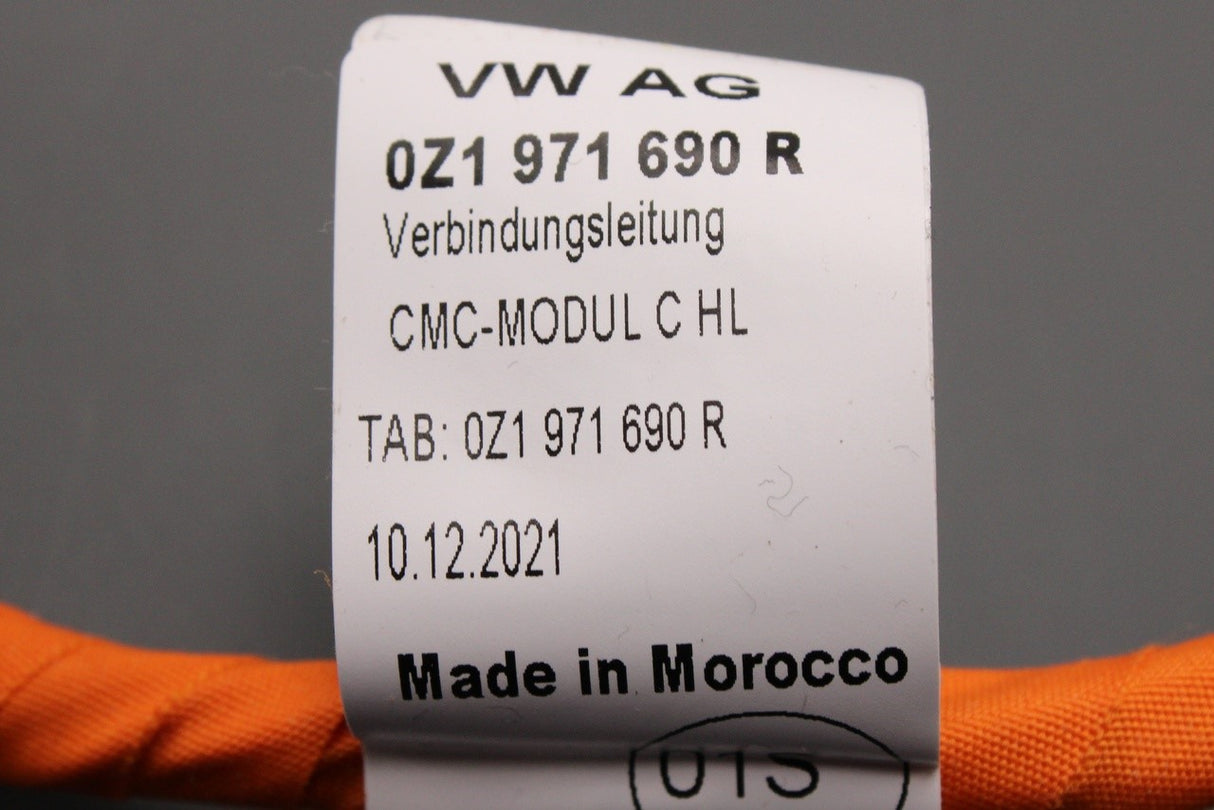 VW AG
0Z1 971 690 R
Verbindungsleitung
CMC-MODUL C HL
TAB: 0Z1 971 690 R
10.12.2021
Made in Morocco
01S